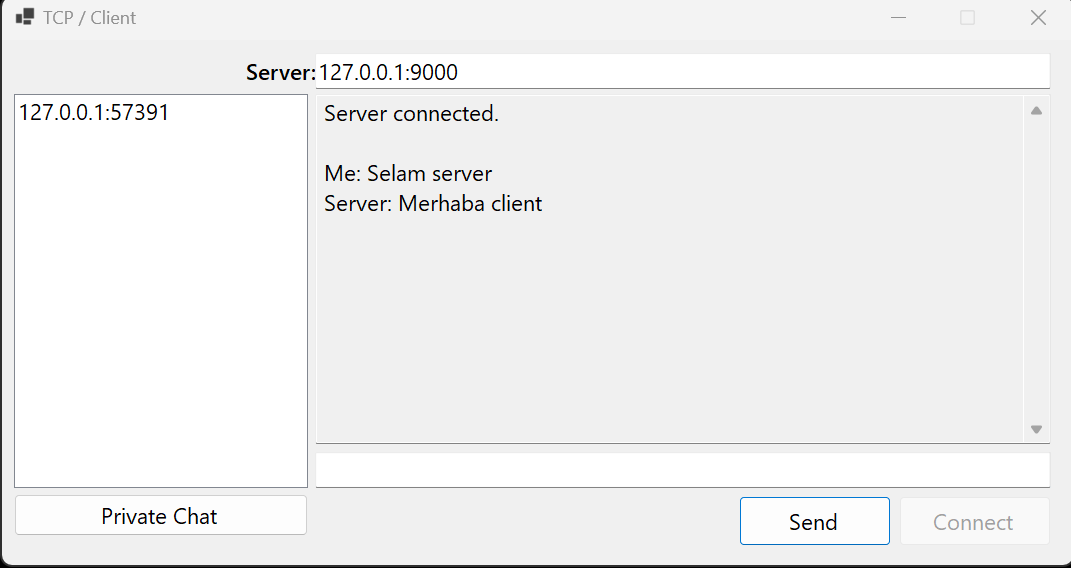 TCP / Client
Server: 127.0.0.1:9000
127.0.0.1:57391
Server connected.
Me: Selam server
Server: Merhaba client
Private Chat
Send
Connect